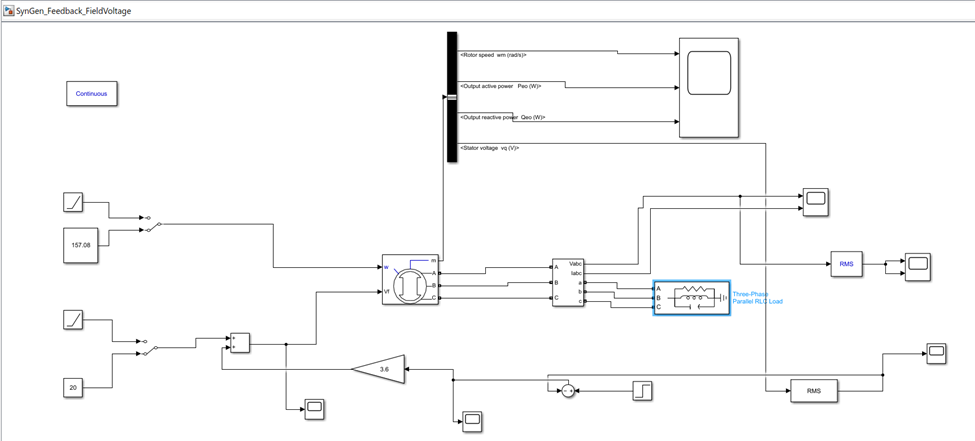 SynGen_Feedback_FieldVoltage
Continuous
<Rotor speed wm (rad/s)>
<Output active power Peo (W)>
<Output reactive power Qeo (W)>
<Stator voltage vq (V)>
157.08
w
m
A
B
C
Vf
A
B
C
Vabc
Iabc
a
b
c
A
B
C
Three-Phase
Parallel RLC Load
RMS
20
+
+
3.6
RMS